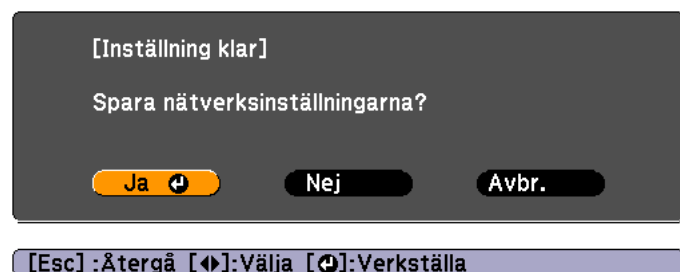 [Inställning klar]
Spara nätverksinställningarna?
Ja Nej Avbr.
[Esc] :Återgå [◆]:Välja [↵]:Verkställa